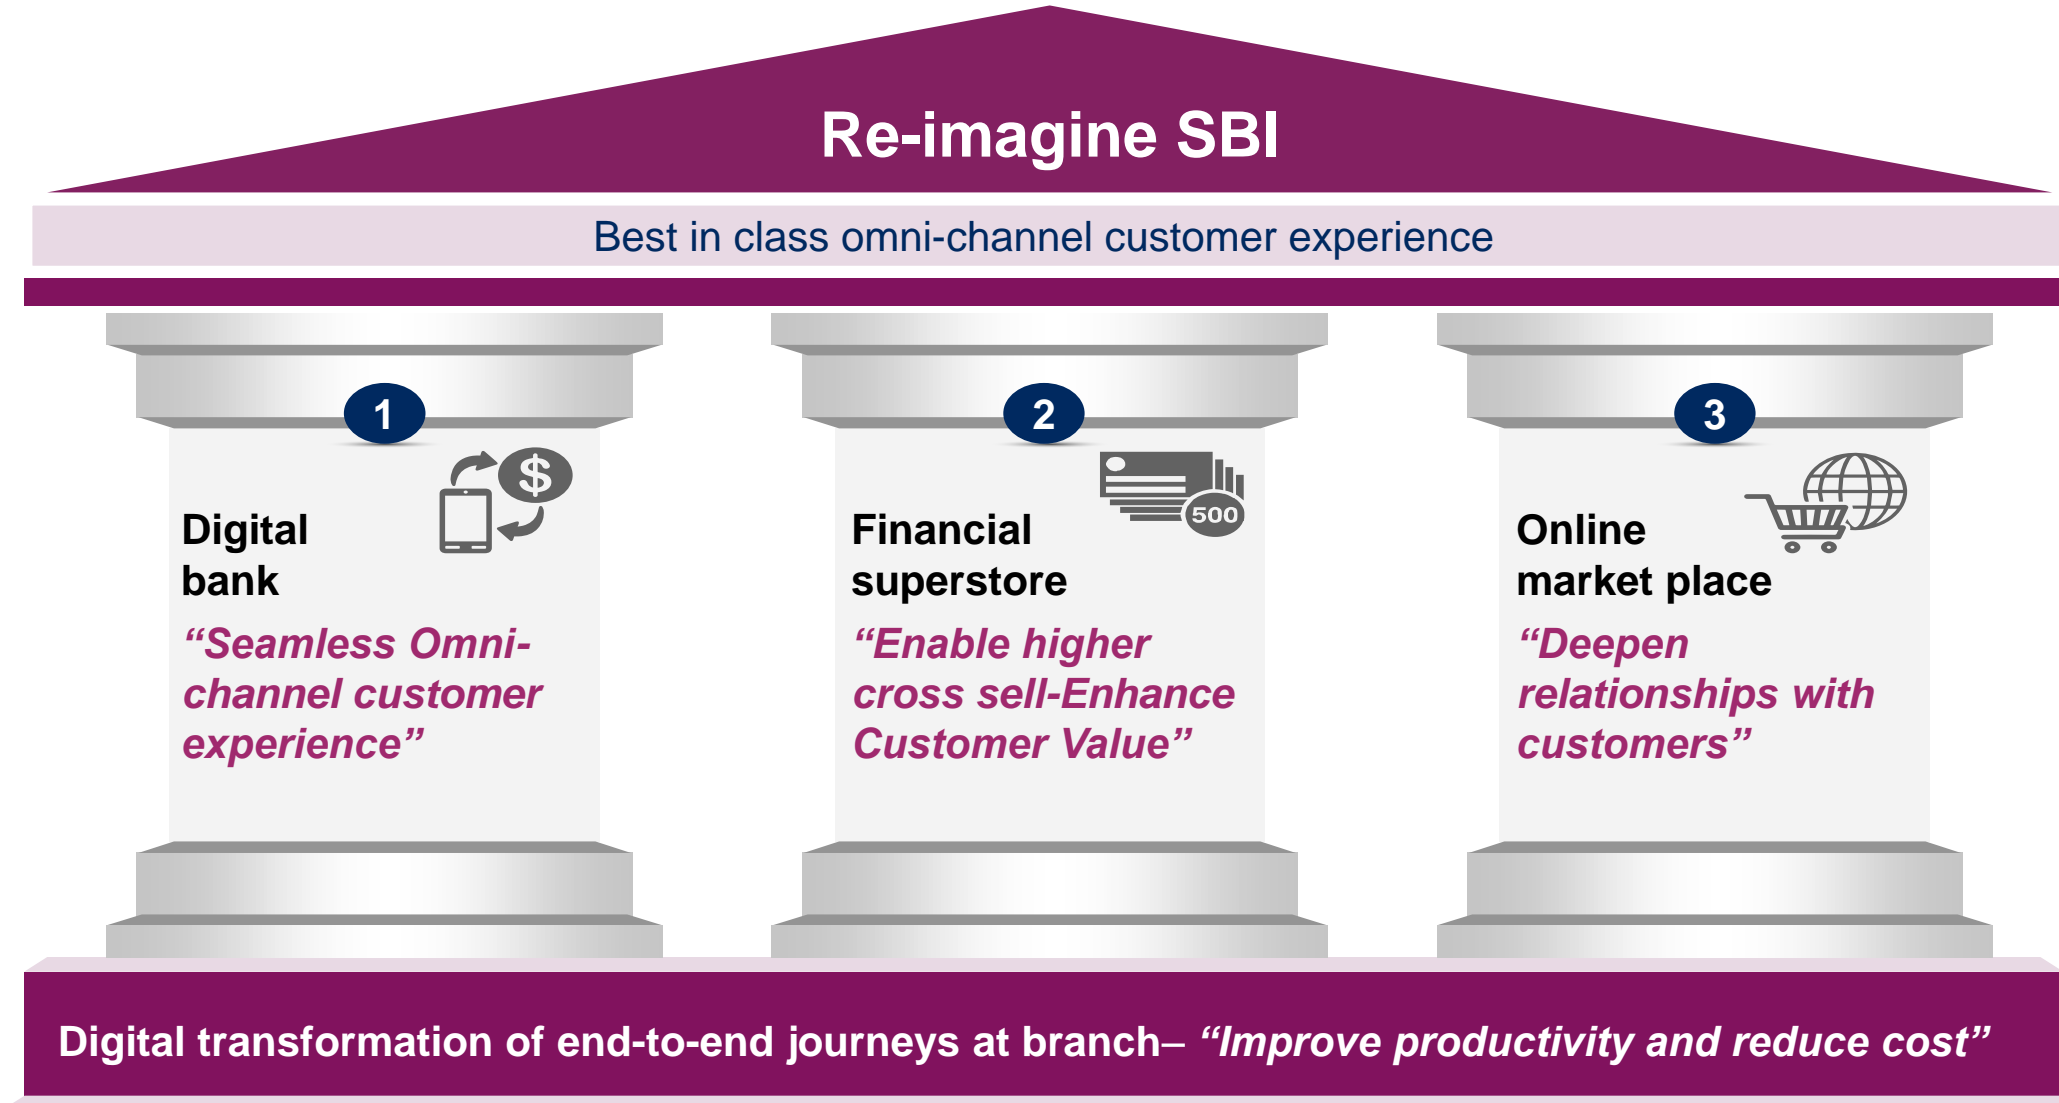 Re-imagine SBI
Best in class omni-channel customer experience
1
$
Digital
bank
“Seamless Omni-
channel customer
experience”
2
500
Financial
superstore
“Enable higher
cross sell-Enhance
Customer Value”
3
Online
market place
“Deepen
relationships with
customers”
Digital transformation of end-to-end journeys at branch– “Improve productivity and reduce cost”